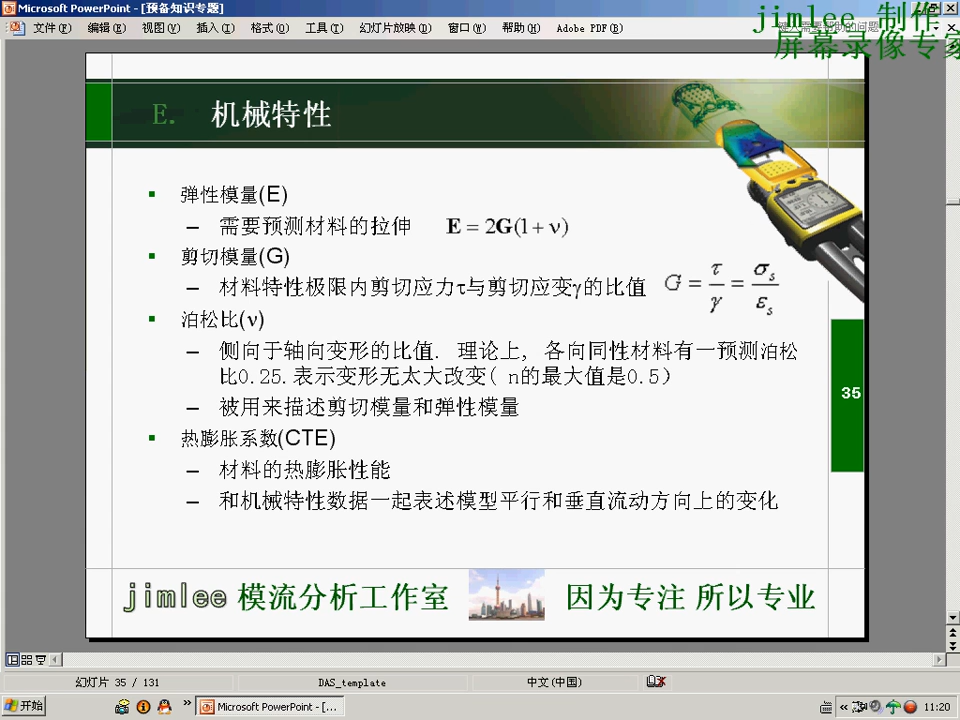 Microsoft PowerPoint - [预备知识专题]
jimlee 制作
文件(F) 编辑(E) 视图(V) 插入(I) 格式(O) 工具(T) 幻灯片放映(D) 窗口(W) 帮助(H) Adobe PDF(B)
屏幕录像专家
E. 机械特性
▪ 弹性模量(E)
– 需要预测材料的拉伸 E = 2G(1+ν)
▪ 剪切模量(G)
– 材料特性极限内剪切应力τ与剪切应变γ的比值 G = τ/γ = σs/εs
▪ 泊松比(ν)
– 侧向于轴向变形的比值. 理论上, 各向同性材料有一预测泊松
比0.25.表示变形无太大改变( n的最大值是0.5)
– 被用来描述剪切模量和弹性模量
35
▪ 热膨胀系数(CTE)
– 材料的热膨胀性能
– 和机械特性数据一起表述模型平行和垂直流动方向上的变化
jimlee 模流分析工作室 因为专注 所以专业
幻灯片 35 / 131 DAS_template 中文(中国)
开始 » Microsoft PowerPoint - [... « 11:20